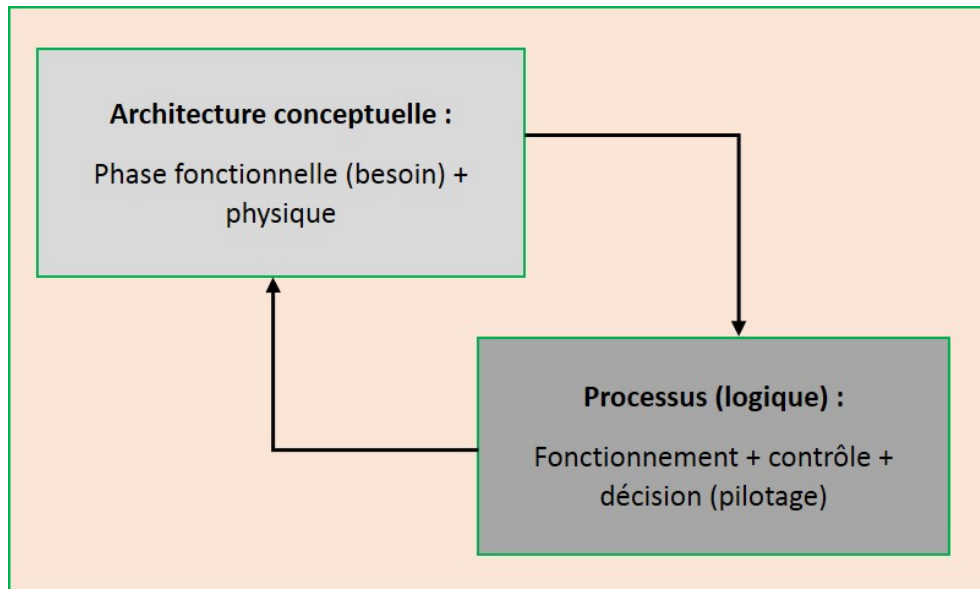 Architecture conceptuelle :
Phase fonctionnelle (besoin) +
physique
Processus (logique) :
Fonctionnement + contrôle +
décision (pilotage)